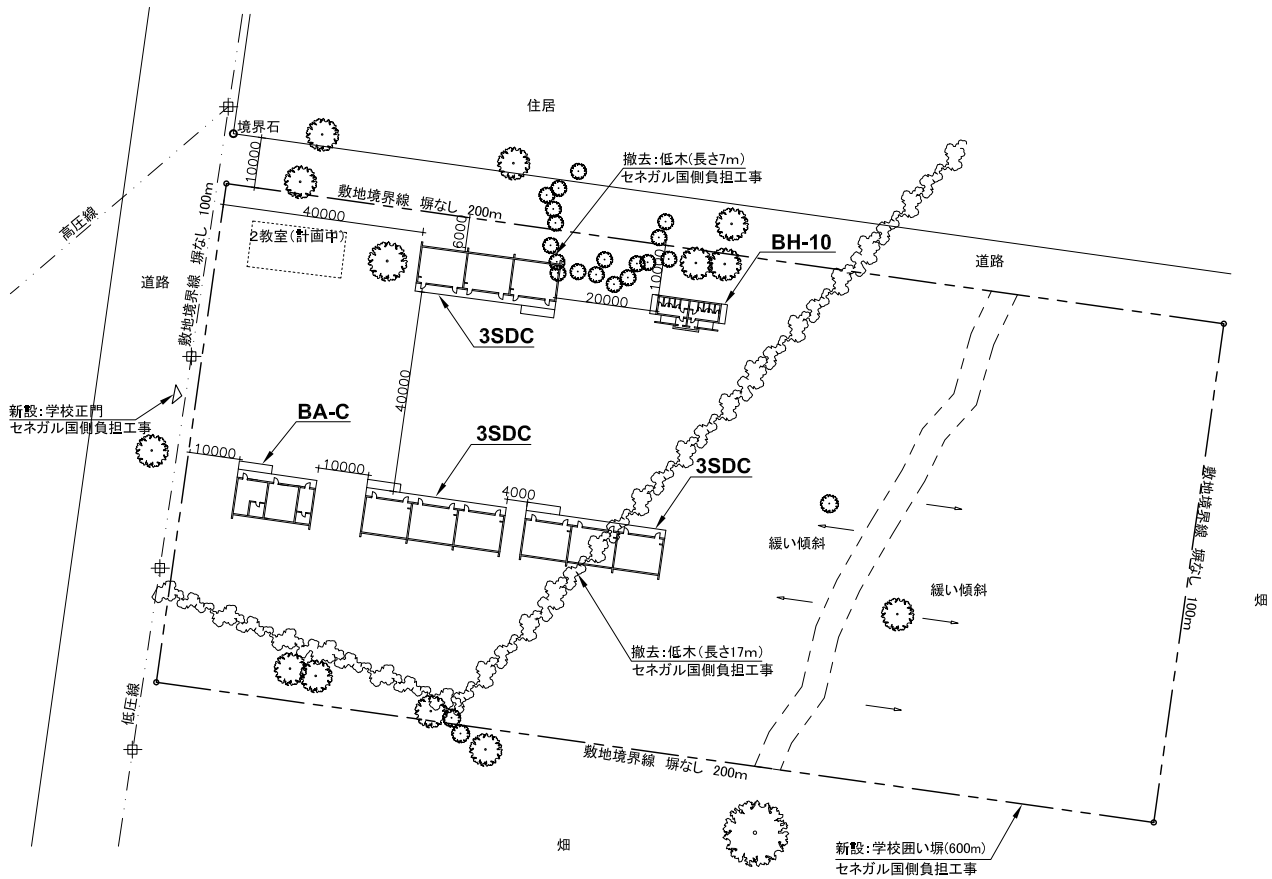 住居
境界石
10000
撤去:低木(長さ7m)
セネガル国側負担工事
敷地境界線 塀なし 200m
敷地境界線 塀なし 100m
高圧線
40000
6000
2教室(計画中)
BH-10
道路
道路
10000
20000
3SDC
40000
新設:学校正門
セネガル国側負担工事
BA-C
3SDC
3SDC
10000
10000
4000
緩い傾斜
緩い傾斜
敷地境界線 塀なし 100m
畑
撤去:低木(長さ17m)
セネガル国側負担工事
低圧線
敷地境界線 塀なし 200m
畑
新設:学校囲い塀(600m)
セネガル国側負担工事